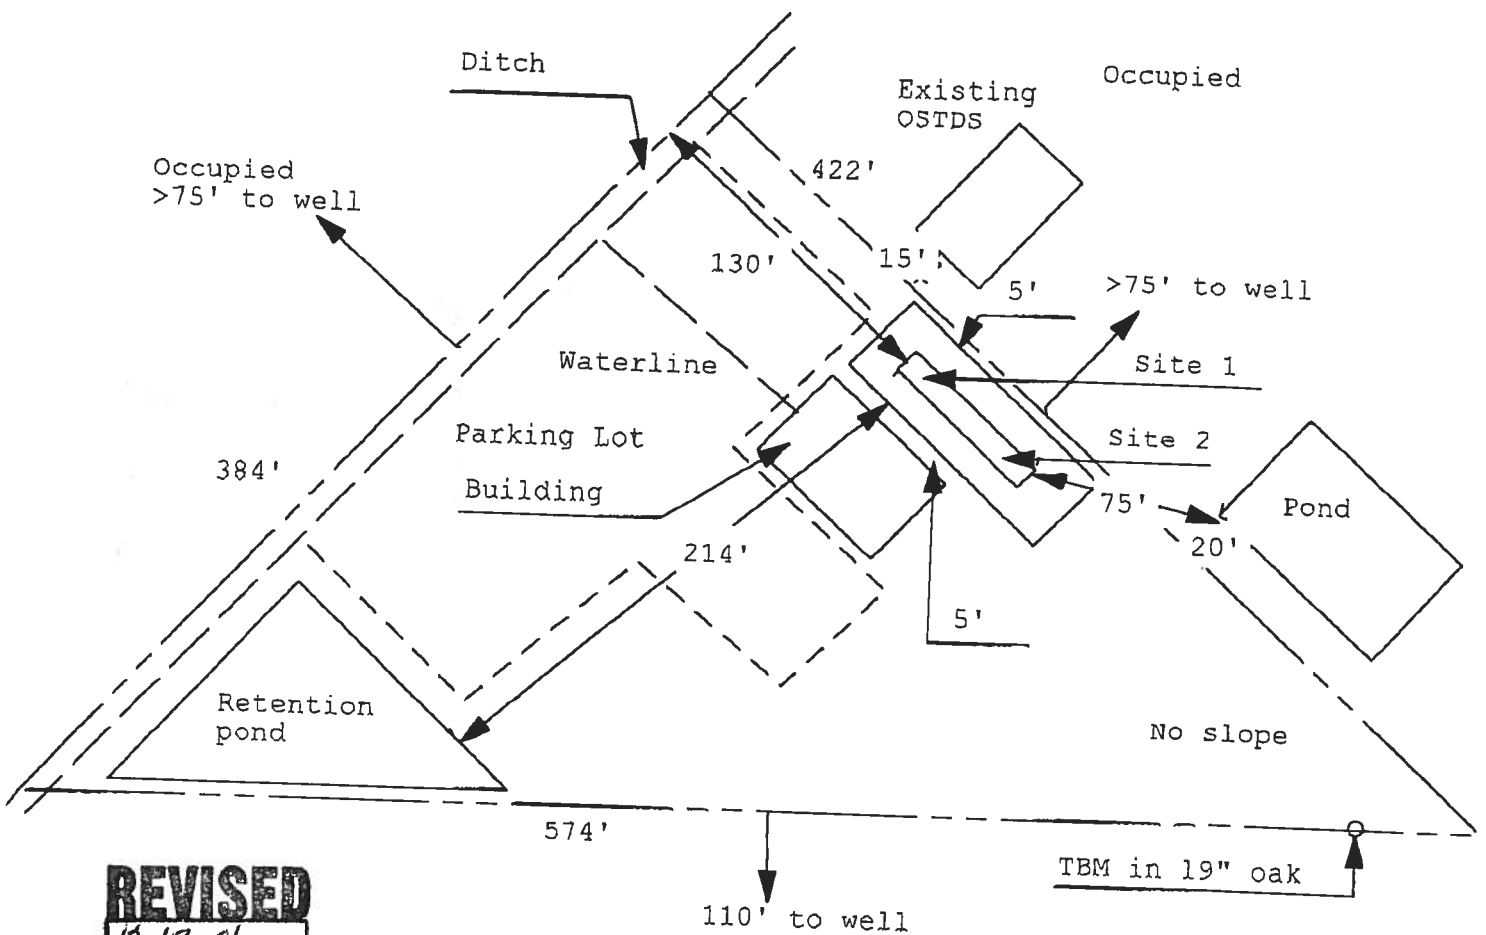 Ditch
Occupied
Existing
OSTDS
Occupied
>75' to well
422'
130'
15'
5'
>75' to well
Waterline
Site 1
Parking Lot
Site 2
384'
Building
75'
Pond
214'
20'
5'
Retention
pond
No slope
574'
TBM in 19" oak
110' to well
REVISED